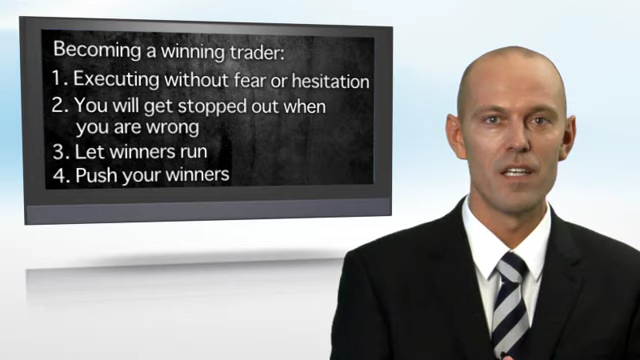 Becoming a winning trader:
1. Executing without fear or hesitation
2. You will get stopped out when
you are wrong
3. Let winners run
4. Push your winners